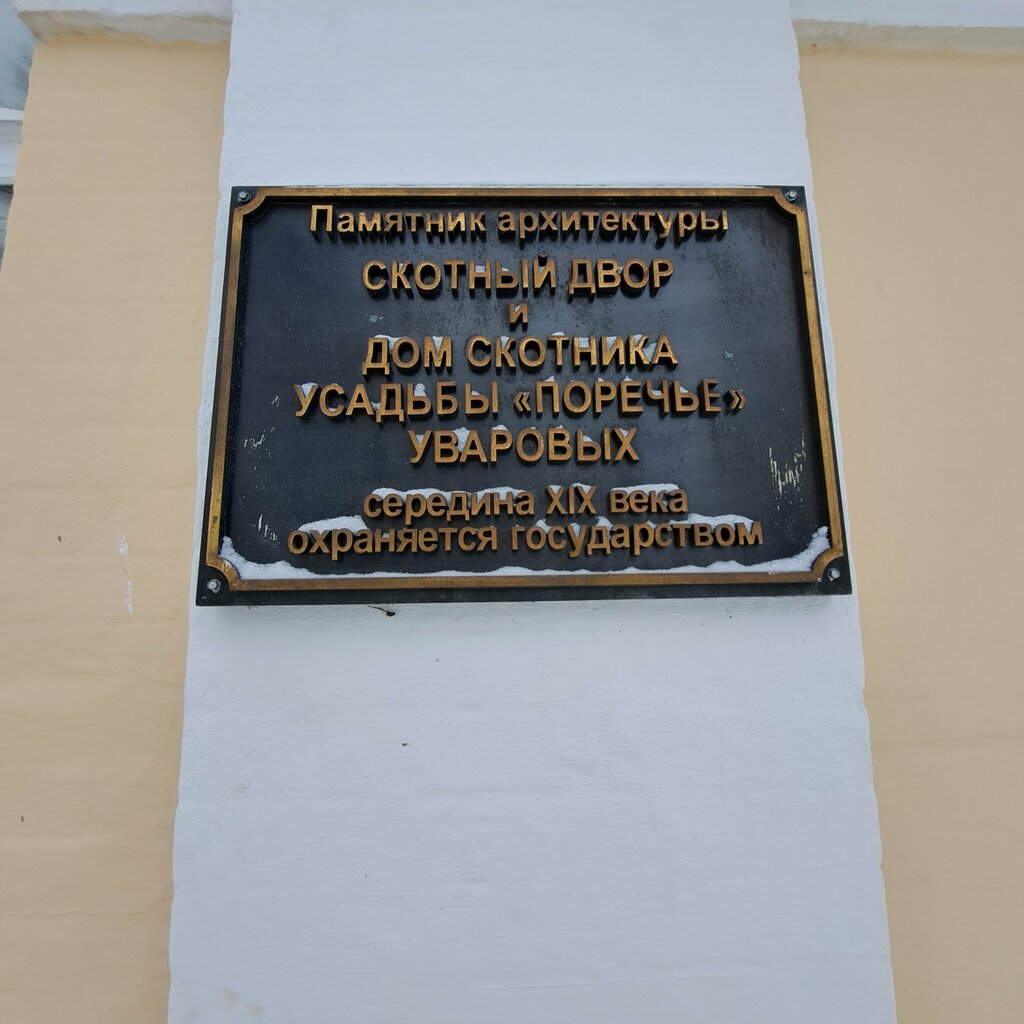 Памятник архитектуры
СКОТНЫЙ ДВОР
и
ДОМ СКОТНИКА
УСАДЬБЫ «ПОРЕЧЬЕ»
УВАРОВЫХ
середина XIX века
охраняется государством